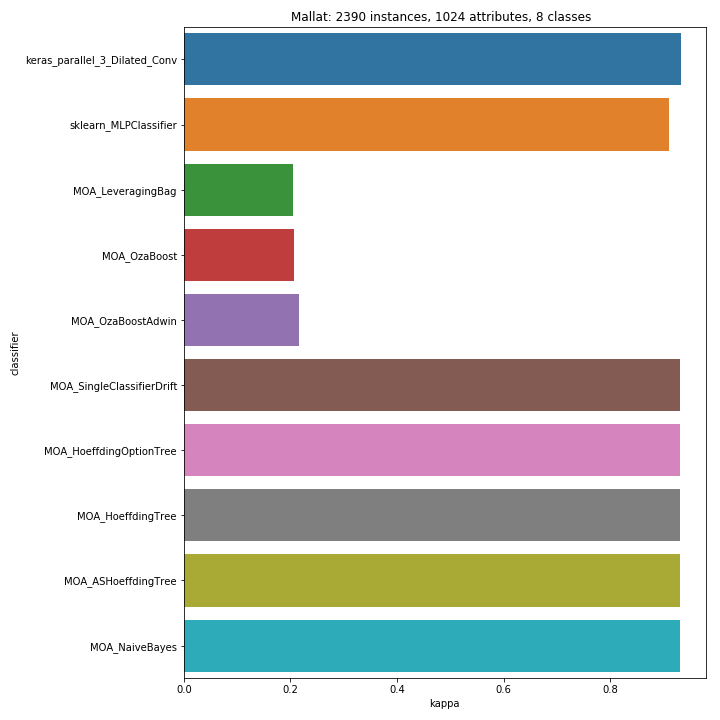 Mallat: 2390 instances, 1024 attributes, 8 classes
keras_parallel_3_Dilated_Conv
sklearn_MLPClassifier
MOA_LeveragingBag
MOA_OzaBoost
MOA_OzaBoostAdwin
MOA_SingleClassifierDrift
MOA_HoeffdingOptionTree
MOA_HoeffdingTree
MOA_ASHoeffdingTree
MOA_NaiveBayes
classifier
0.0 0.2 0.4 0.6 0.8
kappa